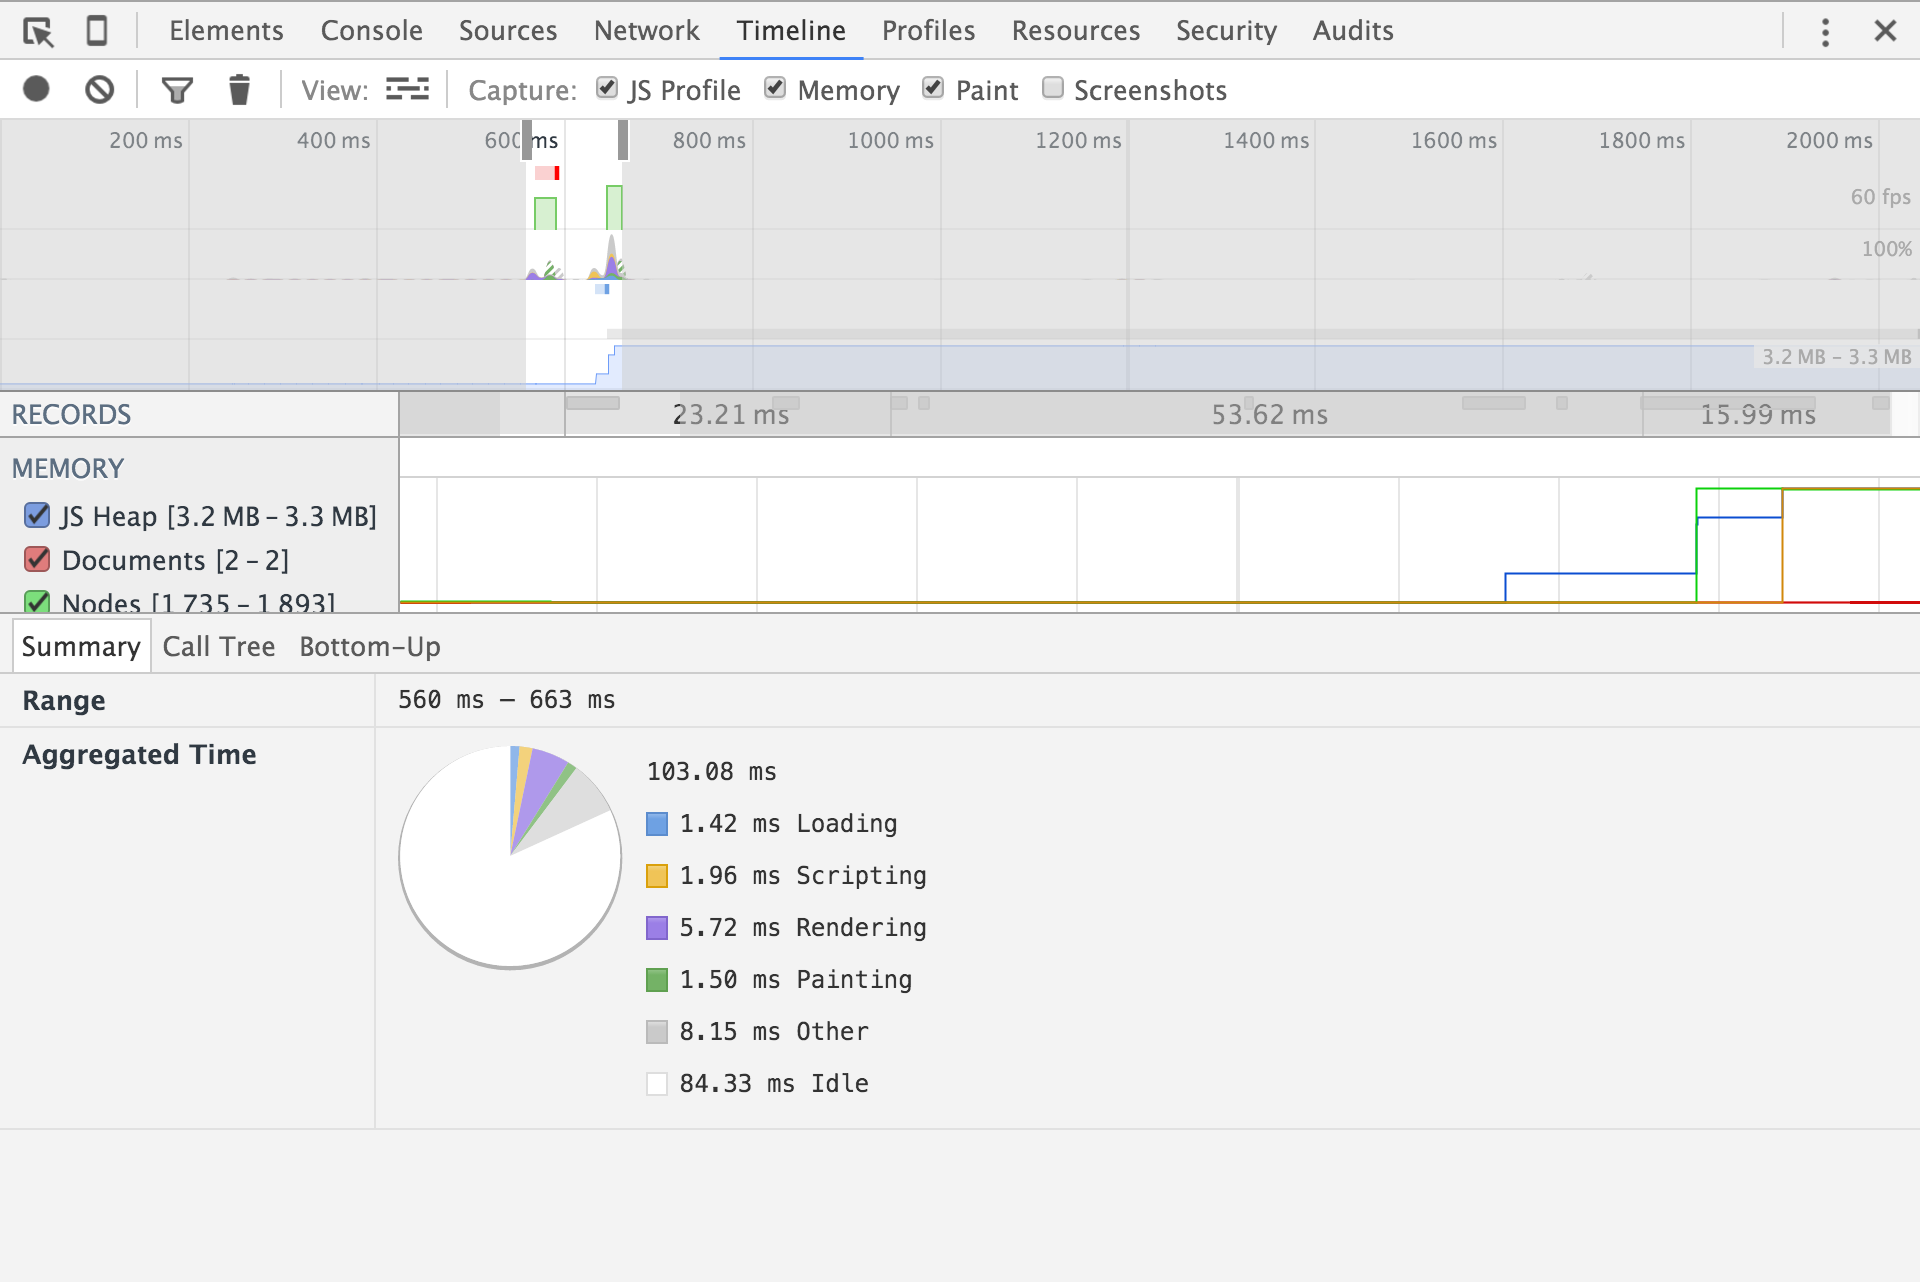 Elements Console Sources Network Timeline Profiles Resources Security Audits
View: Capture: JS Profile Memory Paint Screenshots
200 ms 400 ms 600 ms 800 ms 1000 ms 1200 ms 1400 ms 1600 ms 1800 ms 2000 ms
60 fps
100%
3.2 MB – 3.3 MB
RECORDS 23.21 ms 53.62 ms 15.99 ms
MEMORY
JS Heap [3.2 MB – 3.3 MB]
Documents [2 – 2]
Nodes [1 735 – 1 893]
Summary Call Tree Bottom-Up
Range 560 ms – 663 ms
Aggregated Time
103.08 ms
1.42 ms Loading
1.96 ms Scripting
5.72 ms Rendering
1.50 ms Painting
8.15 ms Other
84.33 ms Idle